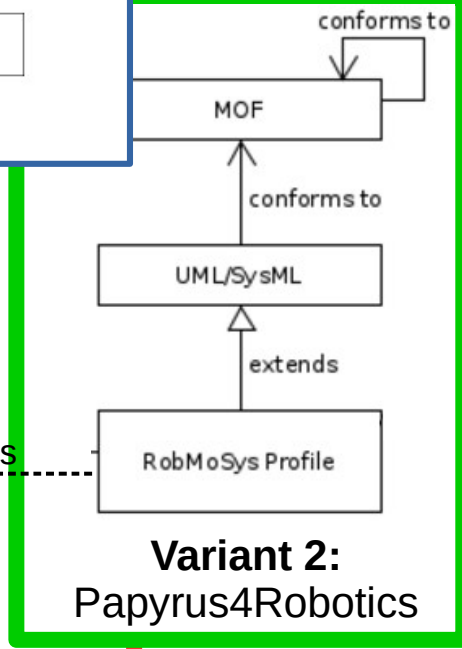 conforms to
MOF
conforms to
UML/SysML
extends
s
RobMoSys Profile
Variant 2:
Papyrus4Robotics